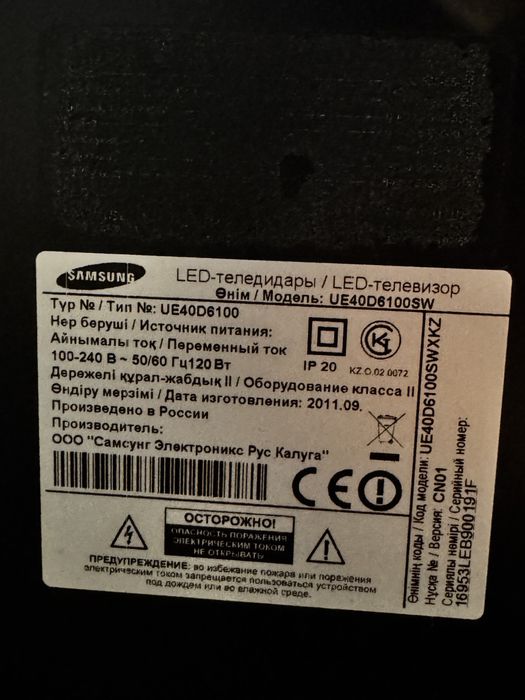 SAMSUNG
LED-теледидары / LED-телевизор
Өнім / Модель: UE40D6100SW
Түр № / Тип №: UE40D6100
Нер беруші / Источник питания:
Айнымалы тоқ / Переменный ток
100-240 В ~ 50/60 Гц120 Вт
IP 20
KZ.O.02.0072
Дережелі құрал-жабдық II / Оборудование класса II
Өндіру мерзімі / Дата изготовления: 2011.09.
Произведено в России
Производитель:
ООО "Самсунг Электроникс Рус Калуга"
CE
ОСТОРОЖНО!
ОПАСНОСТЬ ПОРАЖЕНИЯ
ЭЛЕКТРИЧЕСКИМ ТОКОМ
НЕ ОТКРЫВАТЬ
ПРЕДУПРЕЖДЕНИЕ: во избежание пожара или поражения
электрическим током запрещается пользоваться устройством
под дождем или во влажной среде.
Өнімнің коды / Код модели: UE40D6100SWXKZ
Нұсқа № / Версия: CN01
Сериялы нөмірі / Серийный номер:
16953LEB900191F